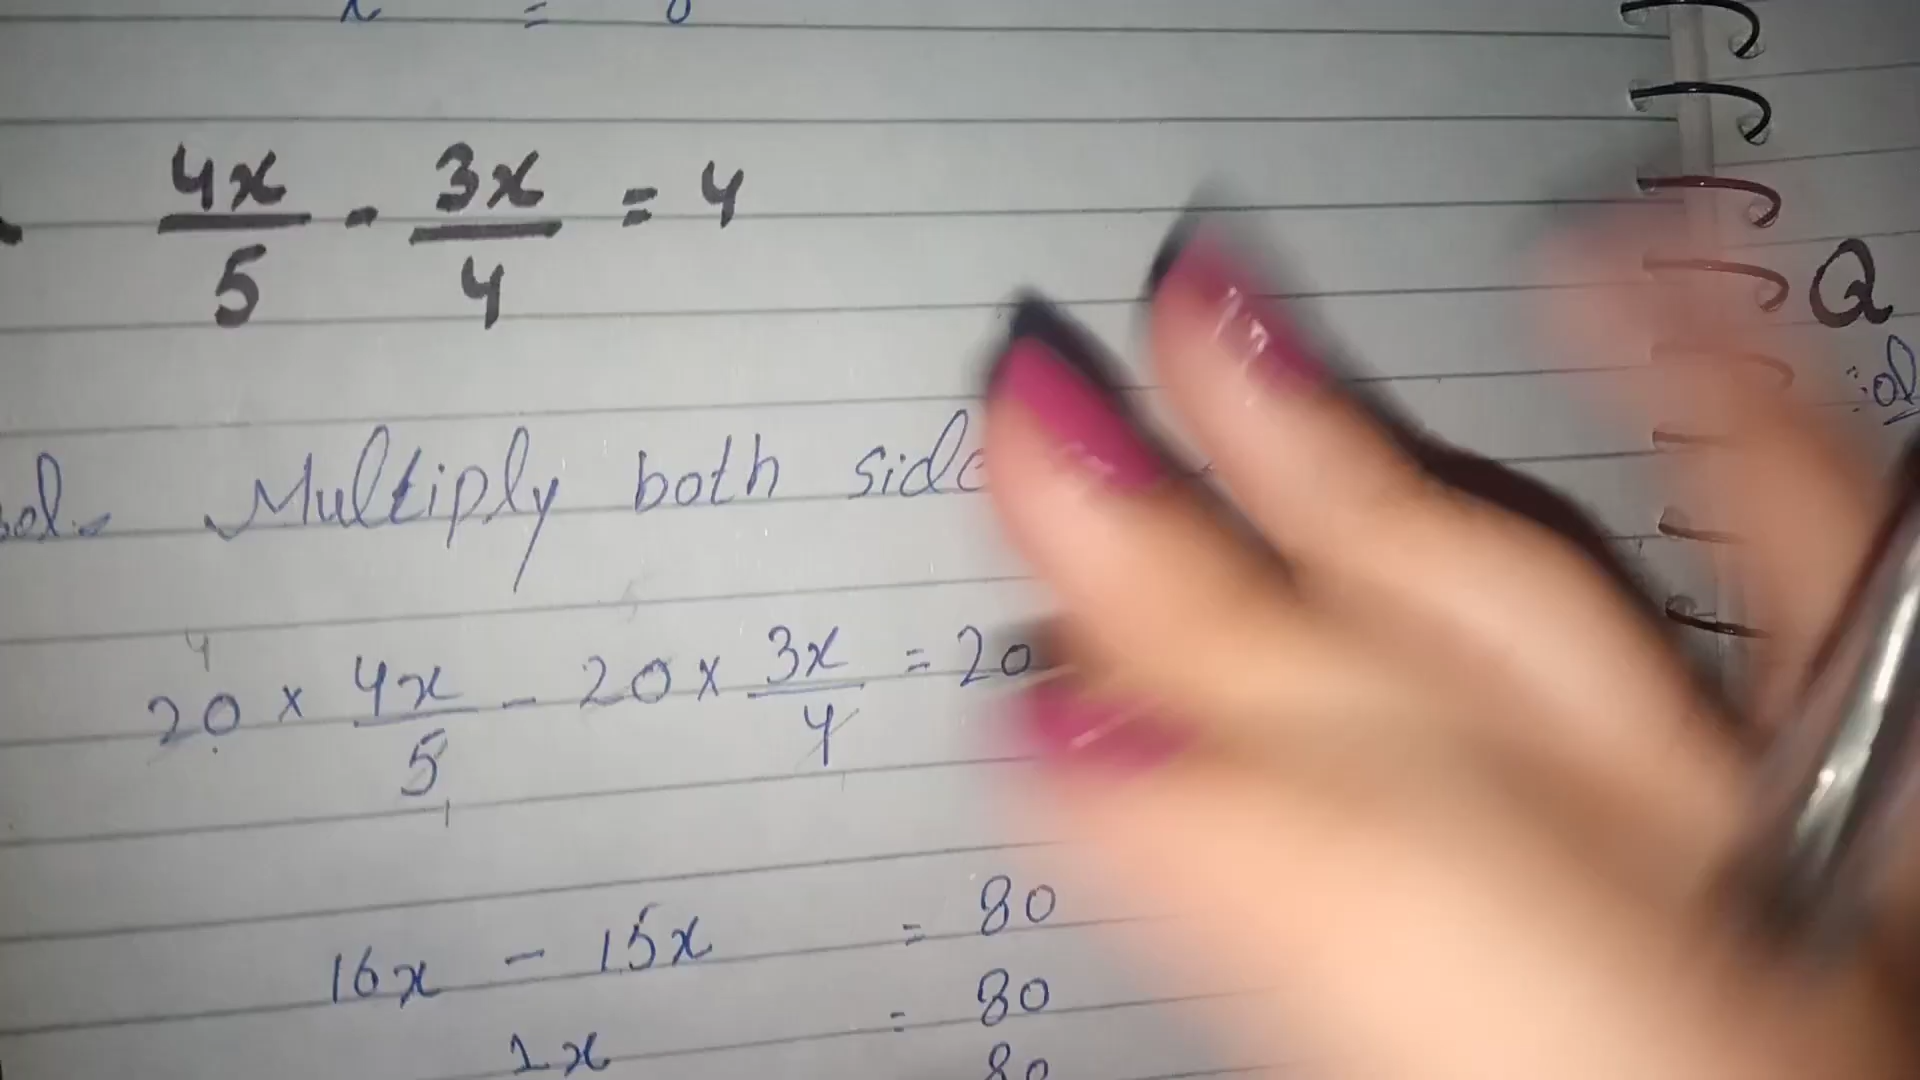 x =
4x/5 - 3x/4 = 4
Q
sol. Multiply both side
20 × 4x/5 - 20 × 3x/4 = 20
16x - 15x = 80
1x = 80
80